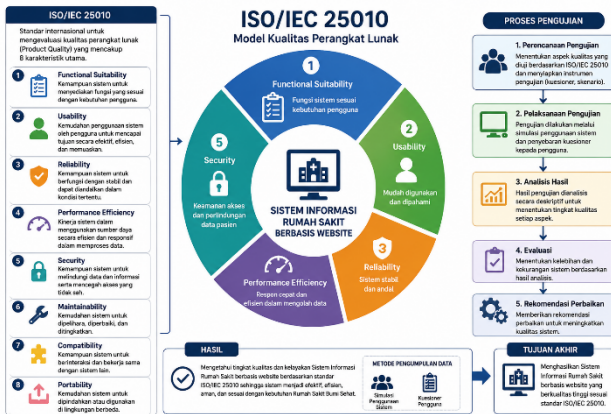 ISO/IEC 25010
Standar internasional untuk
mengevaluasi kualitas perangkat lunak
(Product Quality) yang mencakup
8 karakteristik utama.
1
Functional Suitability
Kemampuan sistem untuk
menyediakan fungsi yang sesuai
dengan kebutuhan pengguna.
2
Usability
Kemudahan penggunaan sistem
oleh pengguna untuk mencapai
tujuan secara efektif, efisien,
dan memuaskan.
3
Reliability
Kemampuan sistem untuk
berfungsi dengan stabil dan
dapat diandalkan dalam
kondisi tertentu.
4
Performance Efficiency
Kinerja sistem dalam
menggunakan sumber daya
secara efisien dan responsif
dalam memproses data.
5
Security
Kemampuan sistem untuk
melindungi data dan informasi
serta mencegah akses yang
tidak sah.
6
Maintainability
Kemudahan sistem untuk
dipelihara, diperbaiki, dan
ditingkatkan.
7
Compatibility
Kemampuan sistem untuk
berinteraksi dan bekerja sama
dengan sistem lain.
8
Portability
Kemudahan sistem untuk
dipindahkan atau digunakan
di lingkungan berbeda.
ISO/IEC 25010
Model Kualitas Perangkat Lunak
1
Functional Suitability
Fungsi sistem sesuai
kebutuhan pengguna
2
Usability
Mudah digunakan
dan dipahami
3
Reliability
Sistem stabil
dan andal
Performance Efficiency
Respon cepat dan
efisien dalam mengolah data
5
Security
Keamanan akses
dan perlindungan
data pasien
SISTEM INFORMASI
RUMAH SAKIT
BERBASIS WEBSITE
PROSES PENGUJIAN
1. Perencanaan Pengujian
Menentukan aspek kualitas yang
diuji berdasarkan ISO/IEC 25010
dan menyiapkan instrumen
pengujian (kuesioner, skenario).
2. Pelaksanaan Pengujian
Pengujian dilakukan melalui
simulasi penggunaan sistem dan
penyebaran kuesioner
kepada pengguna.
3. Analisis Hasil
Hasil pengujian dianalisis
secara deskriptif untuk
menentukan tingkat kualitas
setiap aspek.
4. Evaluasi
Menentukan kelebihan dan
kekurangan sistem berdasarkan
hasil analisis.
5. Rekomendasi Perbaikan
Memberikan rekomendasi
perbaikan untuk meningkatkan
kualitas sistem.
HASIL
Mengetahui tingkat kualitas dan kelayakan Sistem Informasi
Rumah Sakit berbasis website berdasarkan standar
ISO/IEC 25010 sehingga sistem menjadi efektif, efisien,
aman, dan sesuai dengan kebutuhan Rumah Sakit Bumi Sehat.
METODE PENGUMPULAN DATA
Simulasi
Penggunaan
Sistem
Kuesioner
Pengguna
TUJUAN AKHIR
Menghasilkan Sistem
Informasi Rumah Sakit
berbasis website yang
berkualitas tinggi sesuai
standar ISO/IEC 25010.